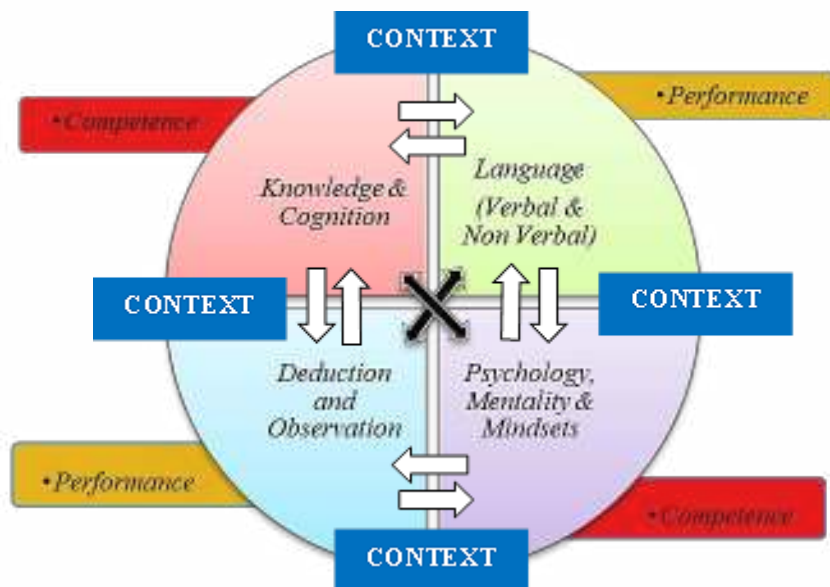 CONTEXT
•Competence
•Performance
Knowledge &
Cognition
Language
(Verbal &
Non Verbal)
CONTEXT
CONTEXT
Deduction
and
Observation
Psychology,
Mentality &
Mindsets
•Performance
•Competence
CONTEXT